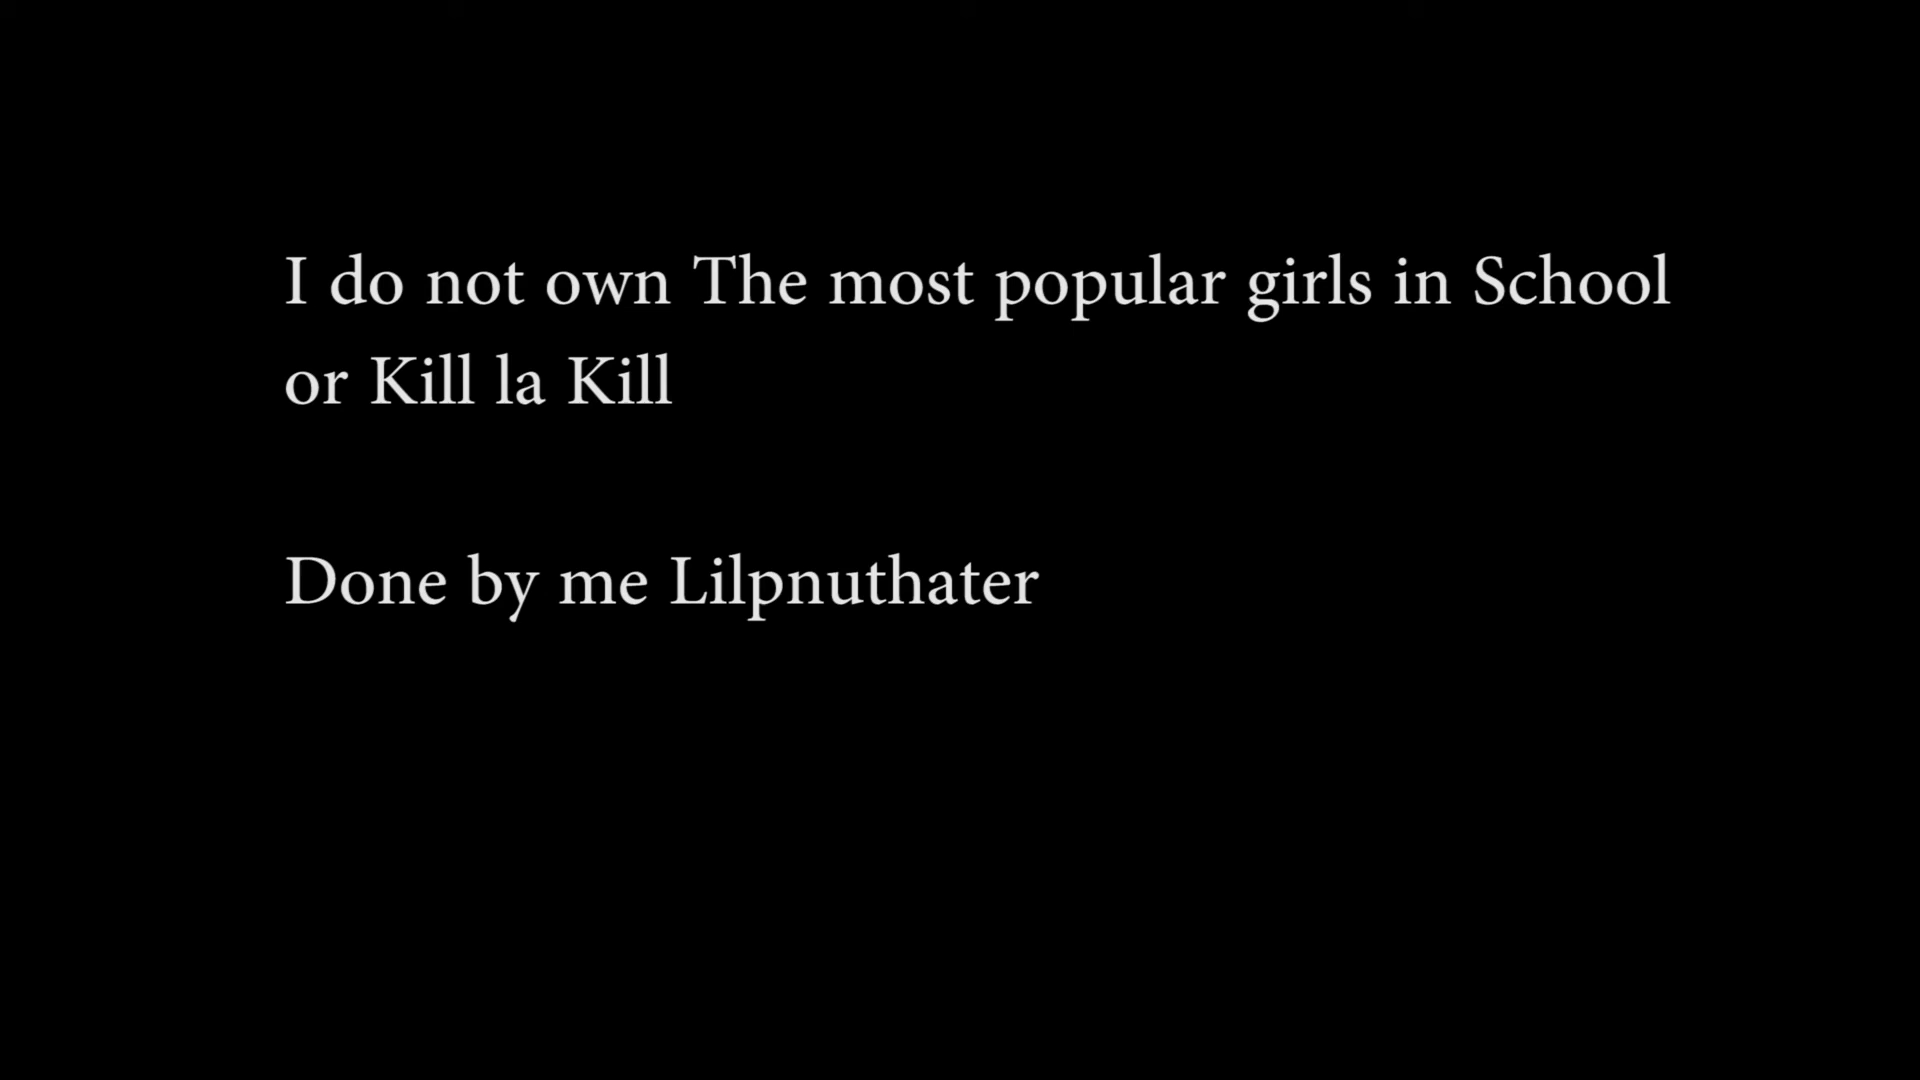 I do not own The most popular girls in School
or Kill la Kill
Done by me Lilpnuthater